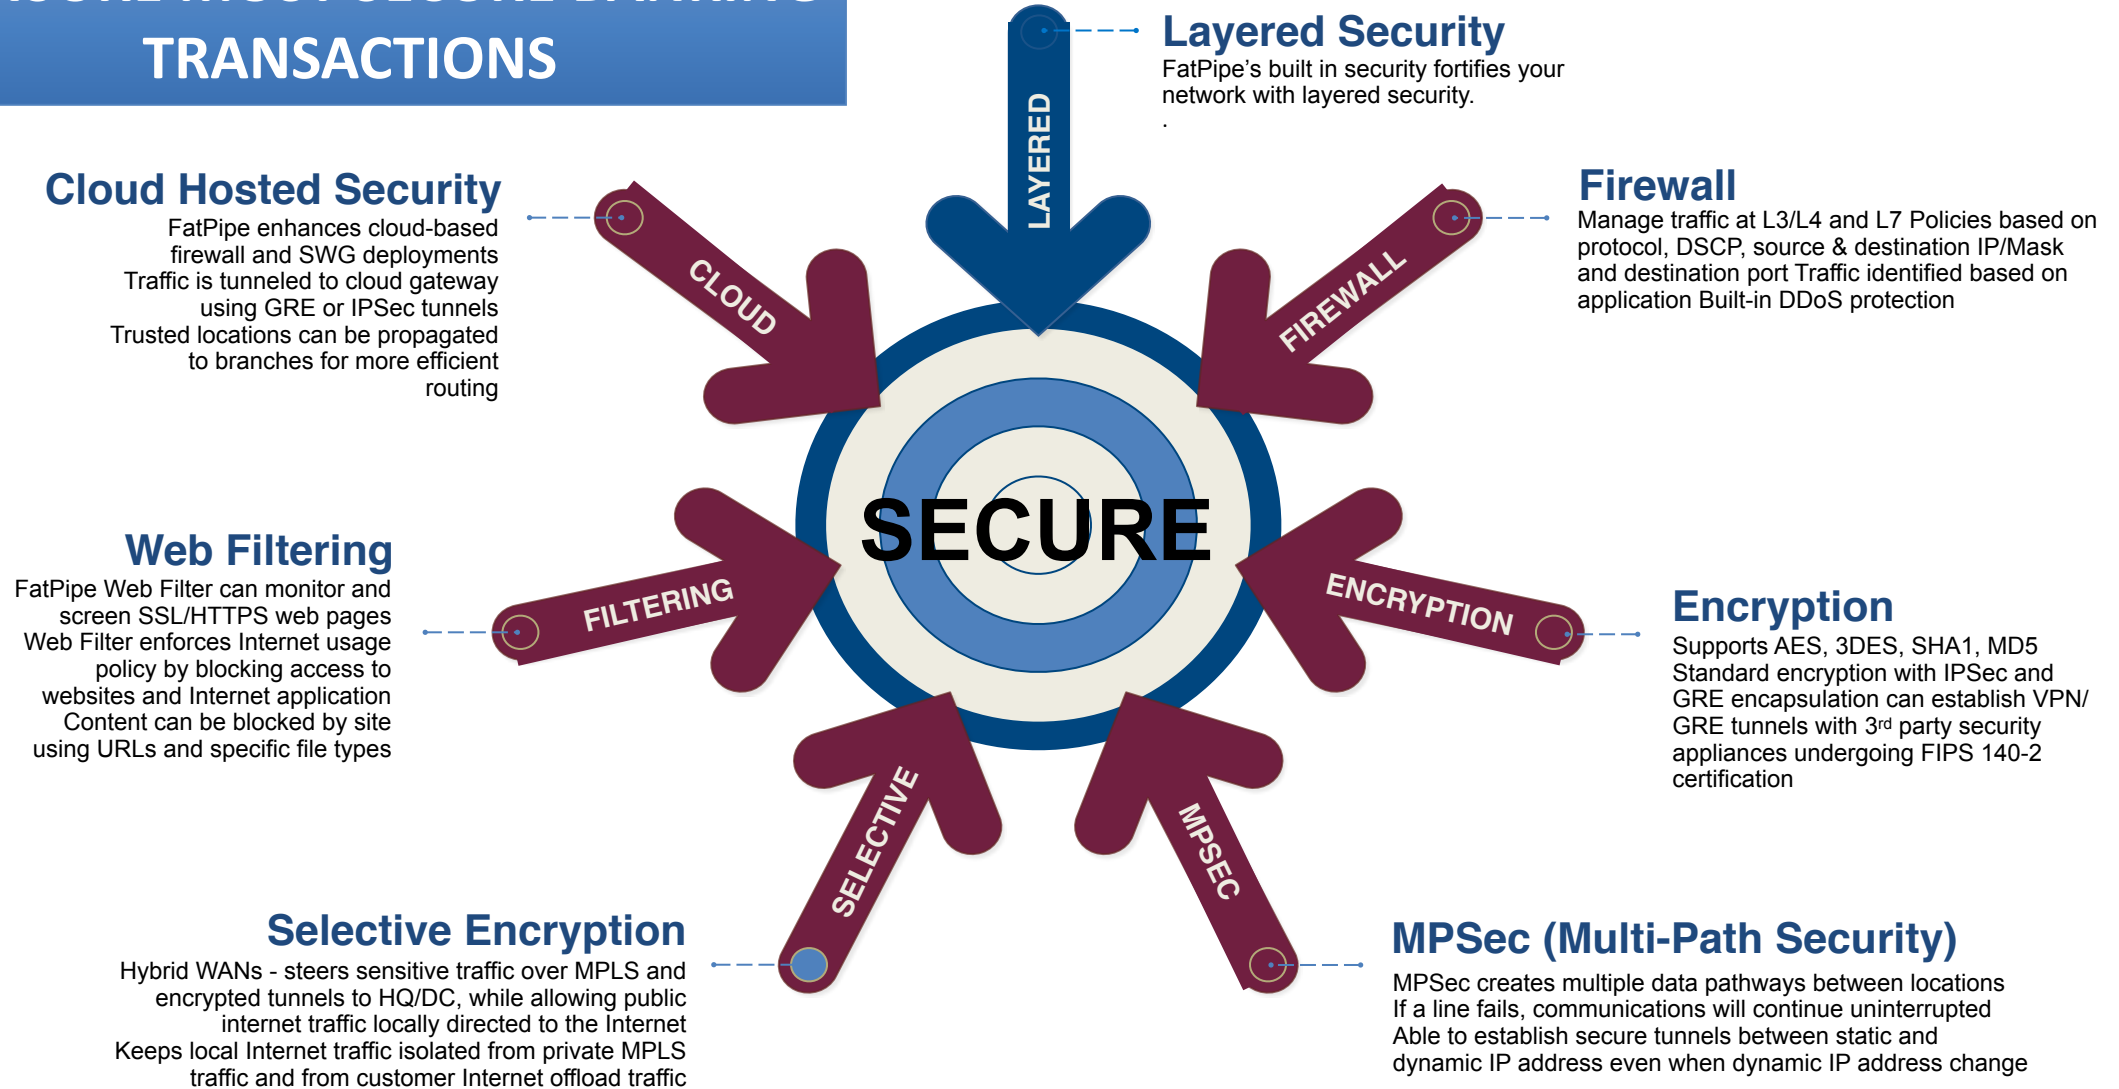 MOST SECURE BANKING
TRANSACTIONS
Layered Security
FatPipe’s built in security fortifies your
network with layered security.
.
LAYERED
Cloud Hosted Security
FatPipe enhances cloud-based
firewall and SWG deployments
Traffic is tunneled to cloud gateway
using GRE or IPSec tunnels
Trusted locations can be propagated
to branches for more efficient
routing
CLOUD
Firewall
Manage traffic at L3/L4 and L7 Policies based on
protocol, DSCP, source & destination IP/Mask
and destination port Traffic identified based on
application Built-in DDoS protection
FIREWALL
SECURE
Web Filtering
FatPipe Web Filter can monitor and
screen SSL/HTTPS web pages
Web Filter enforces Internet usage
policy by blocking access to
websites and Internet application
Content can be blocked by site
using URLs and specific file types
FILTERING
ENCRYPTION
Encryption
Supports AES, 3DES, SHA1, MD5
Standard encryption with IPSec and
GRE encapsulation can establish VPN/
GRE tunnels with 3rd party security
appliances undergoing FIPS 140-2
certification
SELECTIVE
MPSEC
Selective Encryption
Hybrid WANs - steers sensitive traffic over MPLS and
encrypted tunnels to HQ/DC, while allowing public
internet traffic locally directed to the Internet
Keeps local Internet traffic isolated from private MPLS
traffic and from customer Internet offload traffic
MPSec (Multi-Path Security)
MPSec creates multiple data pathways between locations
If a line fails, communications will continue uninterrupted
Able to establish secure tunnels between static and
dynamic IP address even when dynamic IP address change